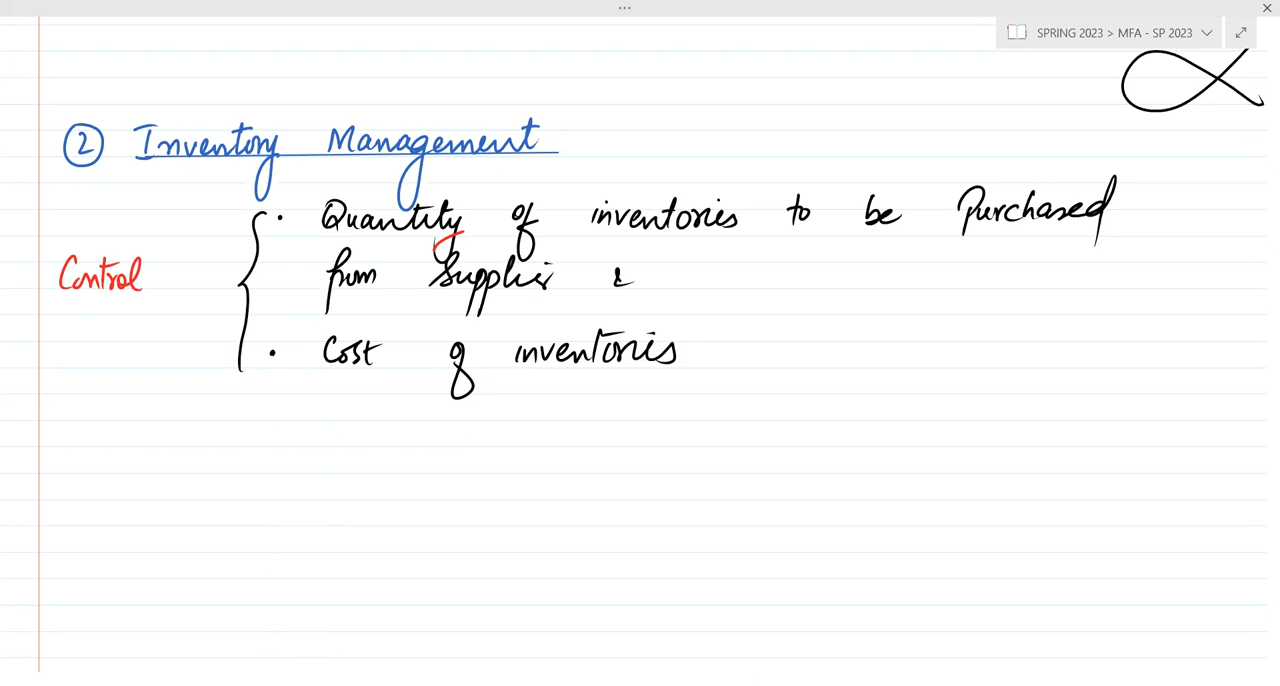 SPRING 2023 > MFA - SP 2023
② Inventory Management
• Quantity of inventories to be Purchased
Control
from Supplier &
• Cost of inventories